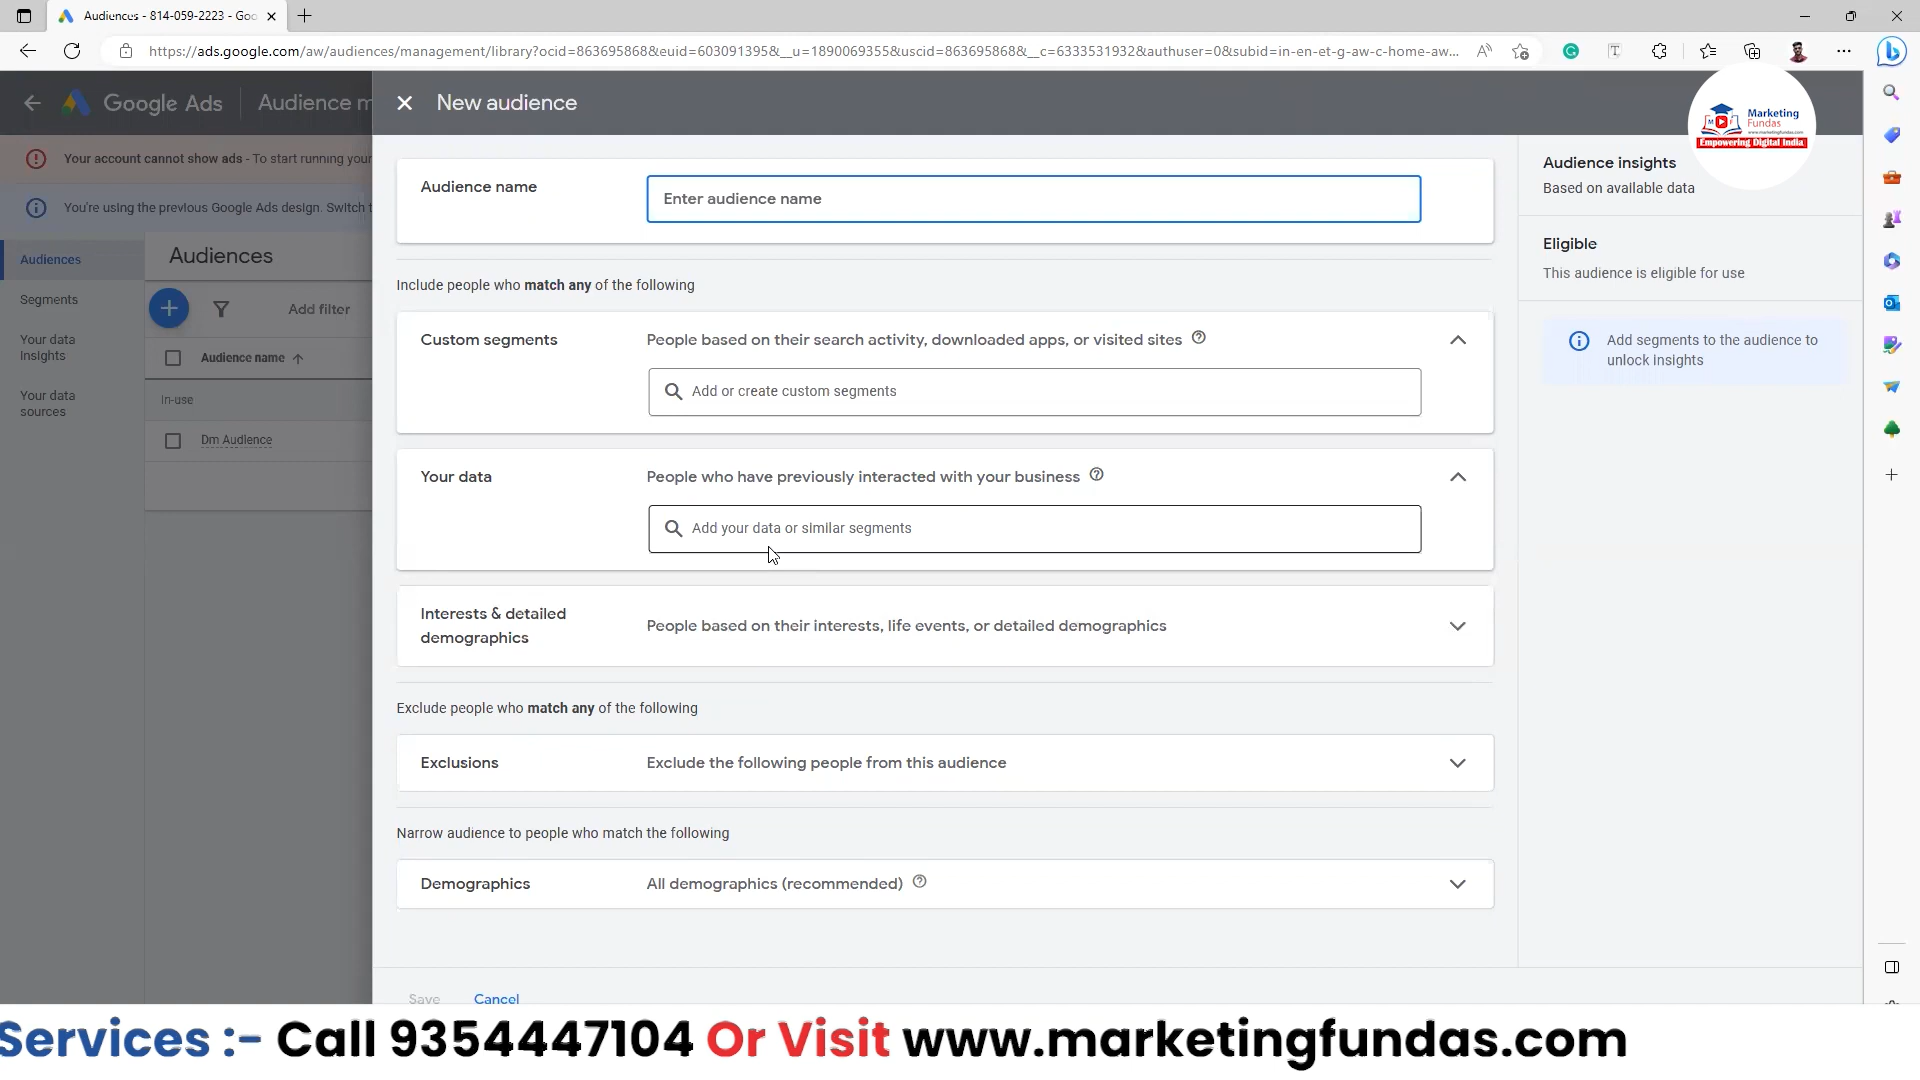 Audiences - 814-059-2223 - Goo
https://ads.google.com/aw/audiences/management/library?ocid=863695868&euid=603091395&__u=1890069355&uscid=863695868&__c=6333531932&authuser=0&subid=in-en-et-g-aw-c-home-aw...
Google Ads
Audience m
New audience
Marketing
Fundas
www.marketingfundas.com
Empowering Digital India
Your account cannot show ads - To start running your
You're using the previous Google Ads design. Switch t
Audiences
Segments
Your data
insights
Your data
sources
Audiences
Add filter
Audience name
In-use
Dm Audience
Audience name
Enter audience name
Include people who match any of the following
Custom segments
People based on their search activity, downloaded apps, or visited sites
Add or create custom segments
Your data
People who have previously interacted with your business
Add your data or similar segments
Interests & detailed
demographics
People based on their interests, life events, or detailed demographics
Exclude people who match any of the following
Exclusions
Exclude the following people from this audience
Narrow audience to people who match the following
Demographics
All demographics (recommended)
Save
Cancel
Audience insights
Based on available data
Eligible
This audience is eligible for use
Add segments to the audience to
unlock insights
Services :- Call 9354447104 Or Visit www.marketingfundas.com